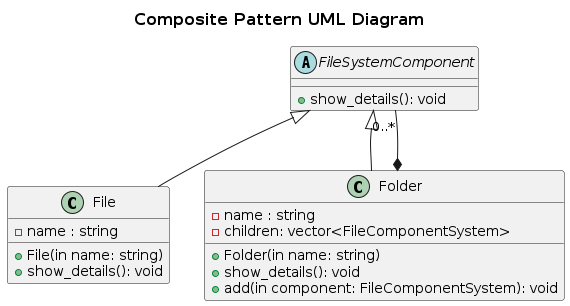 Composite Pattern UML Diagram
A FileSystemComponent
show_details(): void
0..*
C File
name : string
File(in name: string)
show_details(): void
C Folder
name : string
children: vector<FileComponentSystem>
Folder(in name: string)
show_details(): void
add(in component: FileComponentSystem): void